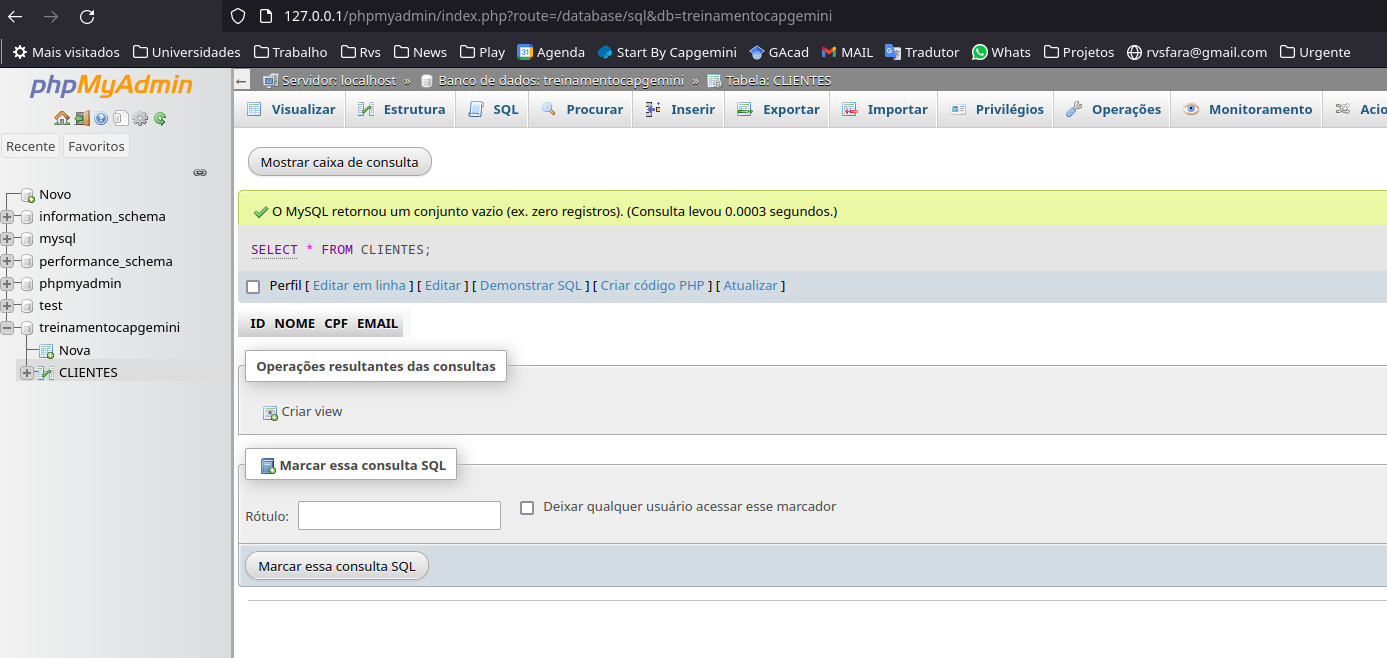 127.0.0.1/phpmyadmin/index.php?route=/database/sql&db=treinamentocapgemini
Mais visitados Universidades Trabalho Rvs News Play 31 Agenda Start By Capgemini GAcad MAIL Tradutor Whats Projetos rvsfara@gmail.com Urgente
phpMyAdmin
Recente Favoritos
Novo
information_schema
mysql
performance_schema
phpmyadmin
test
treinamentocapgemini
Nova
CLIENTES
Servidor: localhost » Banco de dados: treinamentocapgemini » Tabela: CLIENTES
Visualizar Estrutura SQL Procurar Inserir Exportar Importar Privilégios Operações Monitoramento Acio
Mostrar caixa de consulta
O MySQL retornou um conjunto vazio (ex. zero registros). (Consulta levou 0.0003 segundos.)
SELECT * FROM CLIENTES;
Perfil [ Editar em linha ] [ Editar ] [ Demonstrar SQL ] [ Criar código PHP ] [ Atualizar ]
ID NOME CPF EMAIL
Operações resultantes das consultas
Criar view
Marcar essa consulta SQL
Rótulo: Deixar qualquer usuário acessar esse marcador
Marcar essa consulta SQL